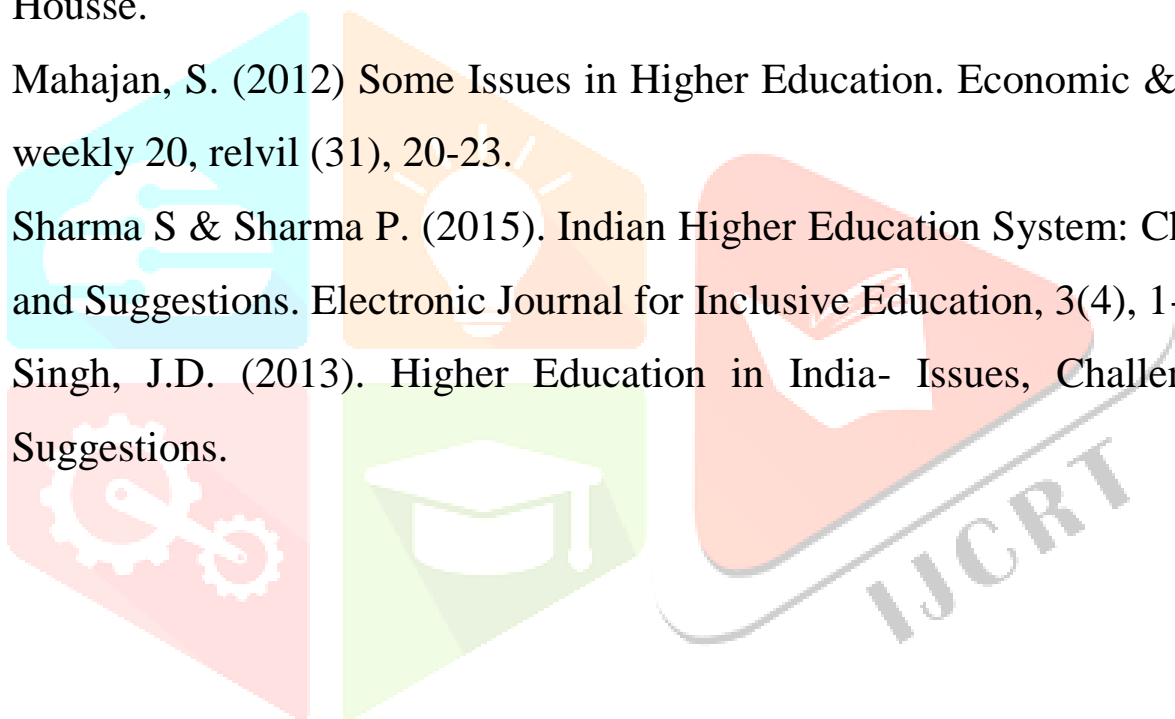 Housse.
Mahajan, S. (2012) Some Issues in Higher Education. Economic &
weekly 20, relvil (31), 20-23.
Sharma S & Sharma P. (2015). Indian Higher Education System: Cl
and Suggestions. Electronic Journal for Inclusive Education, 3(4), 1-
Singh, J.D. (2013). Higher Education in India- Issues, Challen
Suggestions.
IJCRT